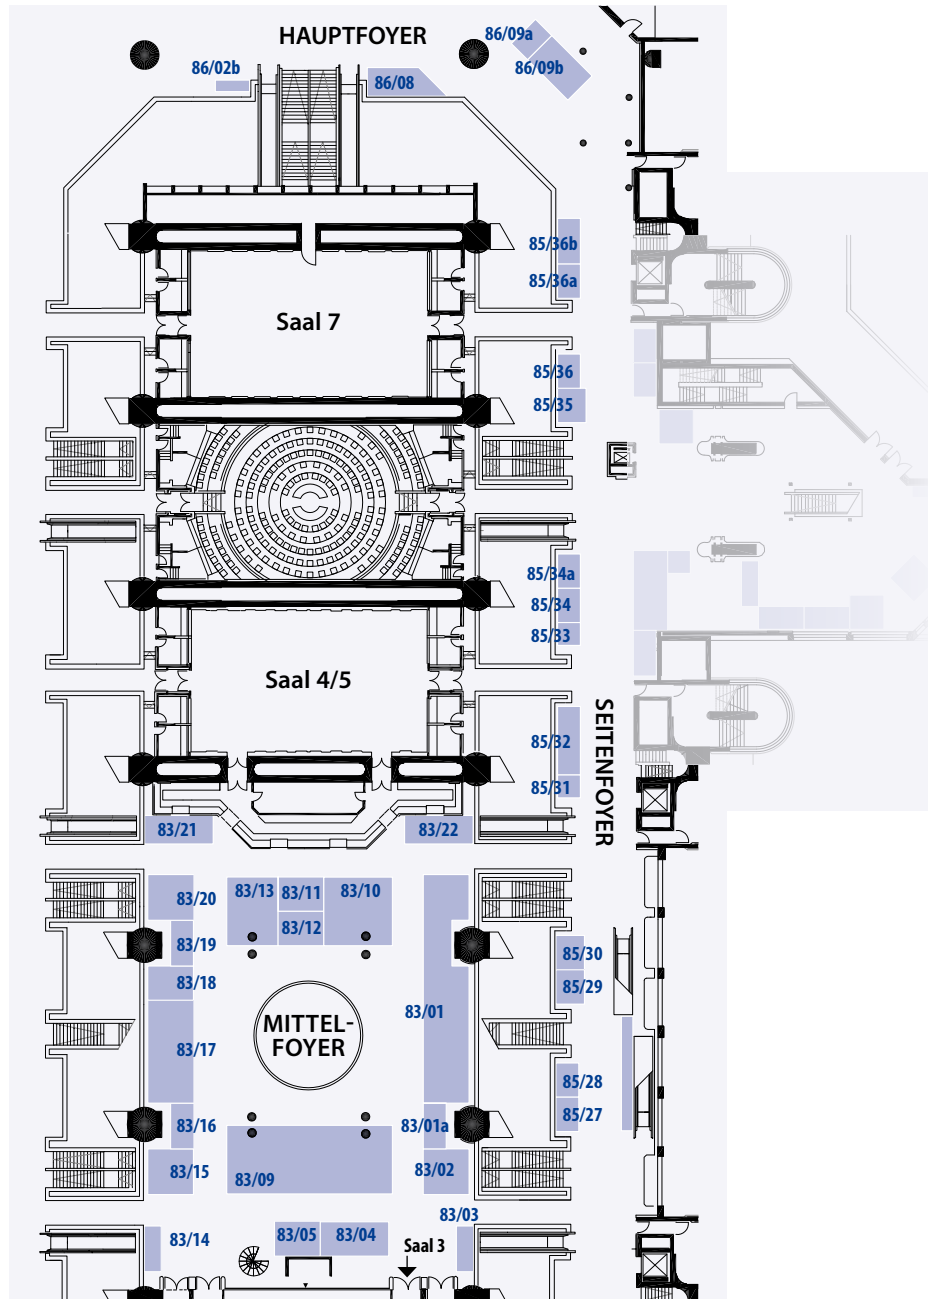 HAUPTFOYER
86/09a
86/09b
86/02b
86/08
85/36b
85/36a
Saal 7
85/36
85/35
85/34a
85/34
85/33
Saal 4/5
SEITENFOYER
85/32
85/31
83/21
83/22
83/20
83/13
83/11
83/10
83/12
83/19
85/30
83/18
85/29
83/01
MITTEL-
FOYER
83/17
85/28
85/27
83/16
83/01a
83/15
83/09
83/02
83/03
83/14
83/05
83/04
Saal 3